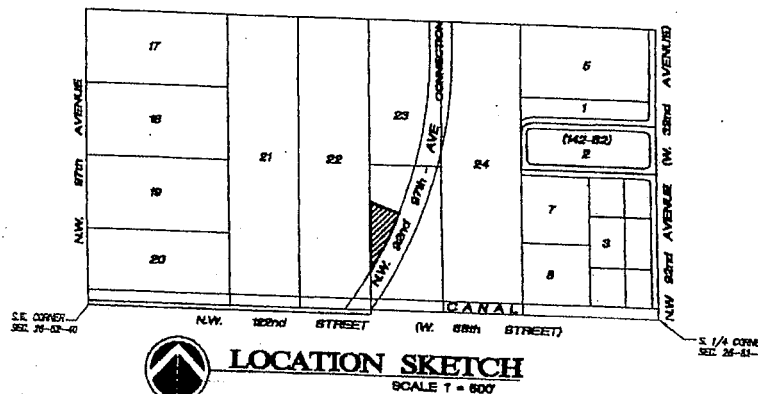 17
18
19
20
21
22
23
24
5
1
(142-82)
2
7
8
3
N.W. 97th AVENUE
N.W. 92nd 97th - AVE CONNECTION
N.W 92nd AVENUE (W. 32nd AVENUE)
CANAL
N.W. 122nd STREET (W. 68th STREET)
S.E. CORNER
S. 1/4 CORNE
LOCATION SKETCH
SCALE 1" = 600'